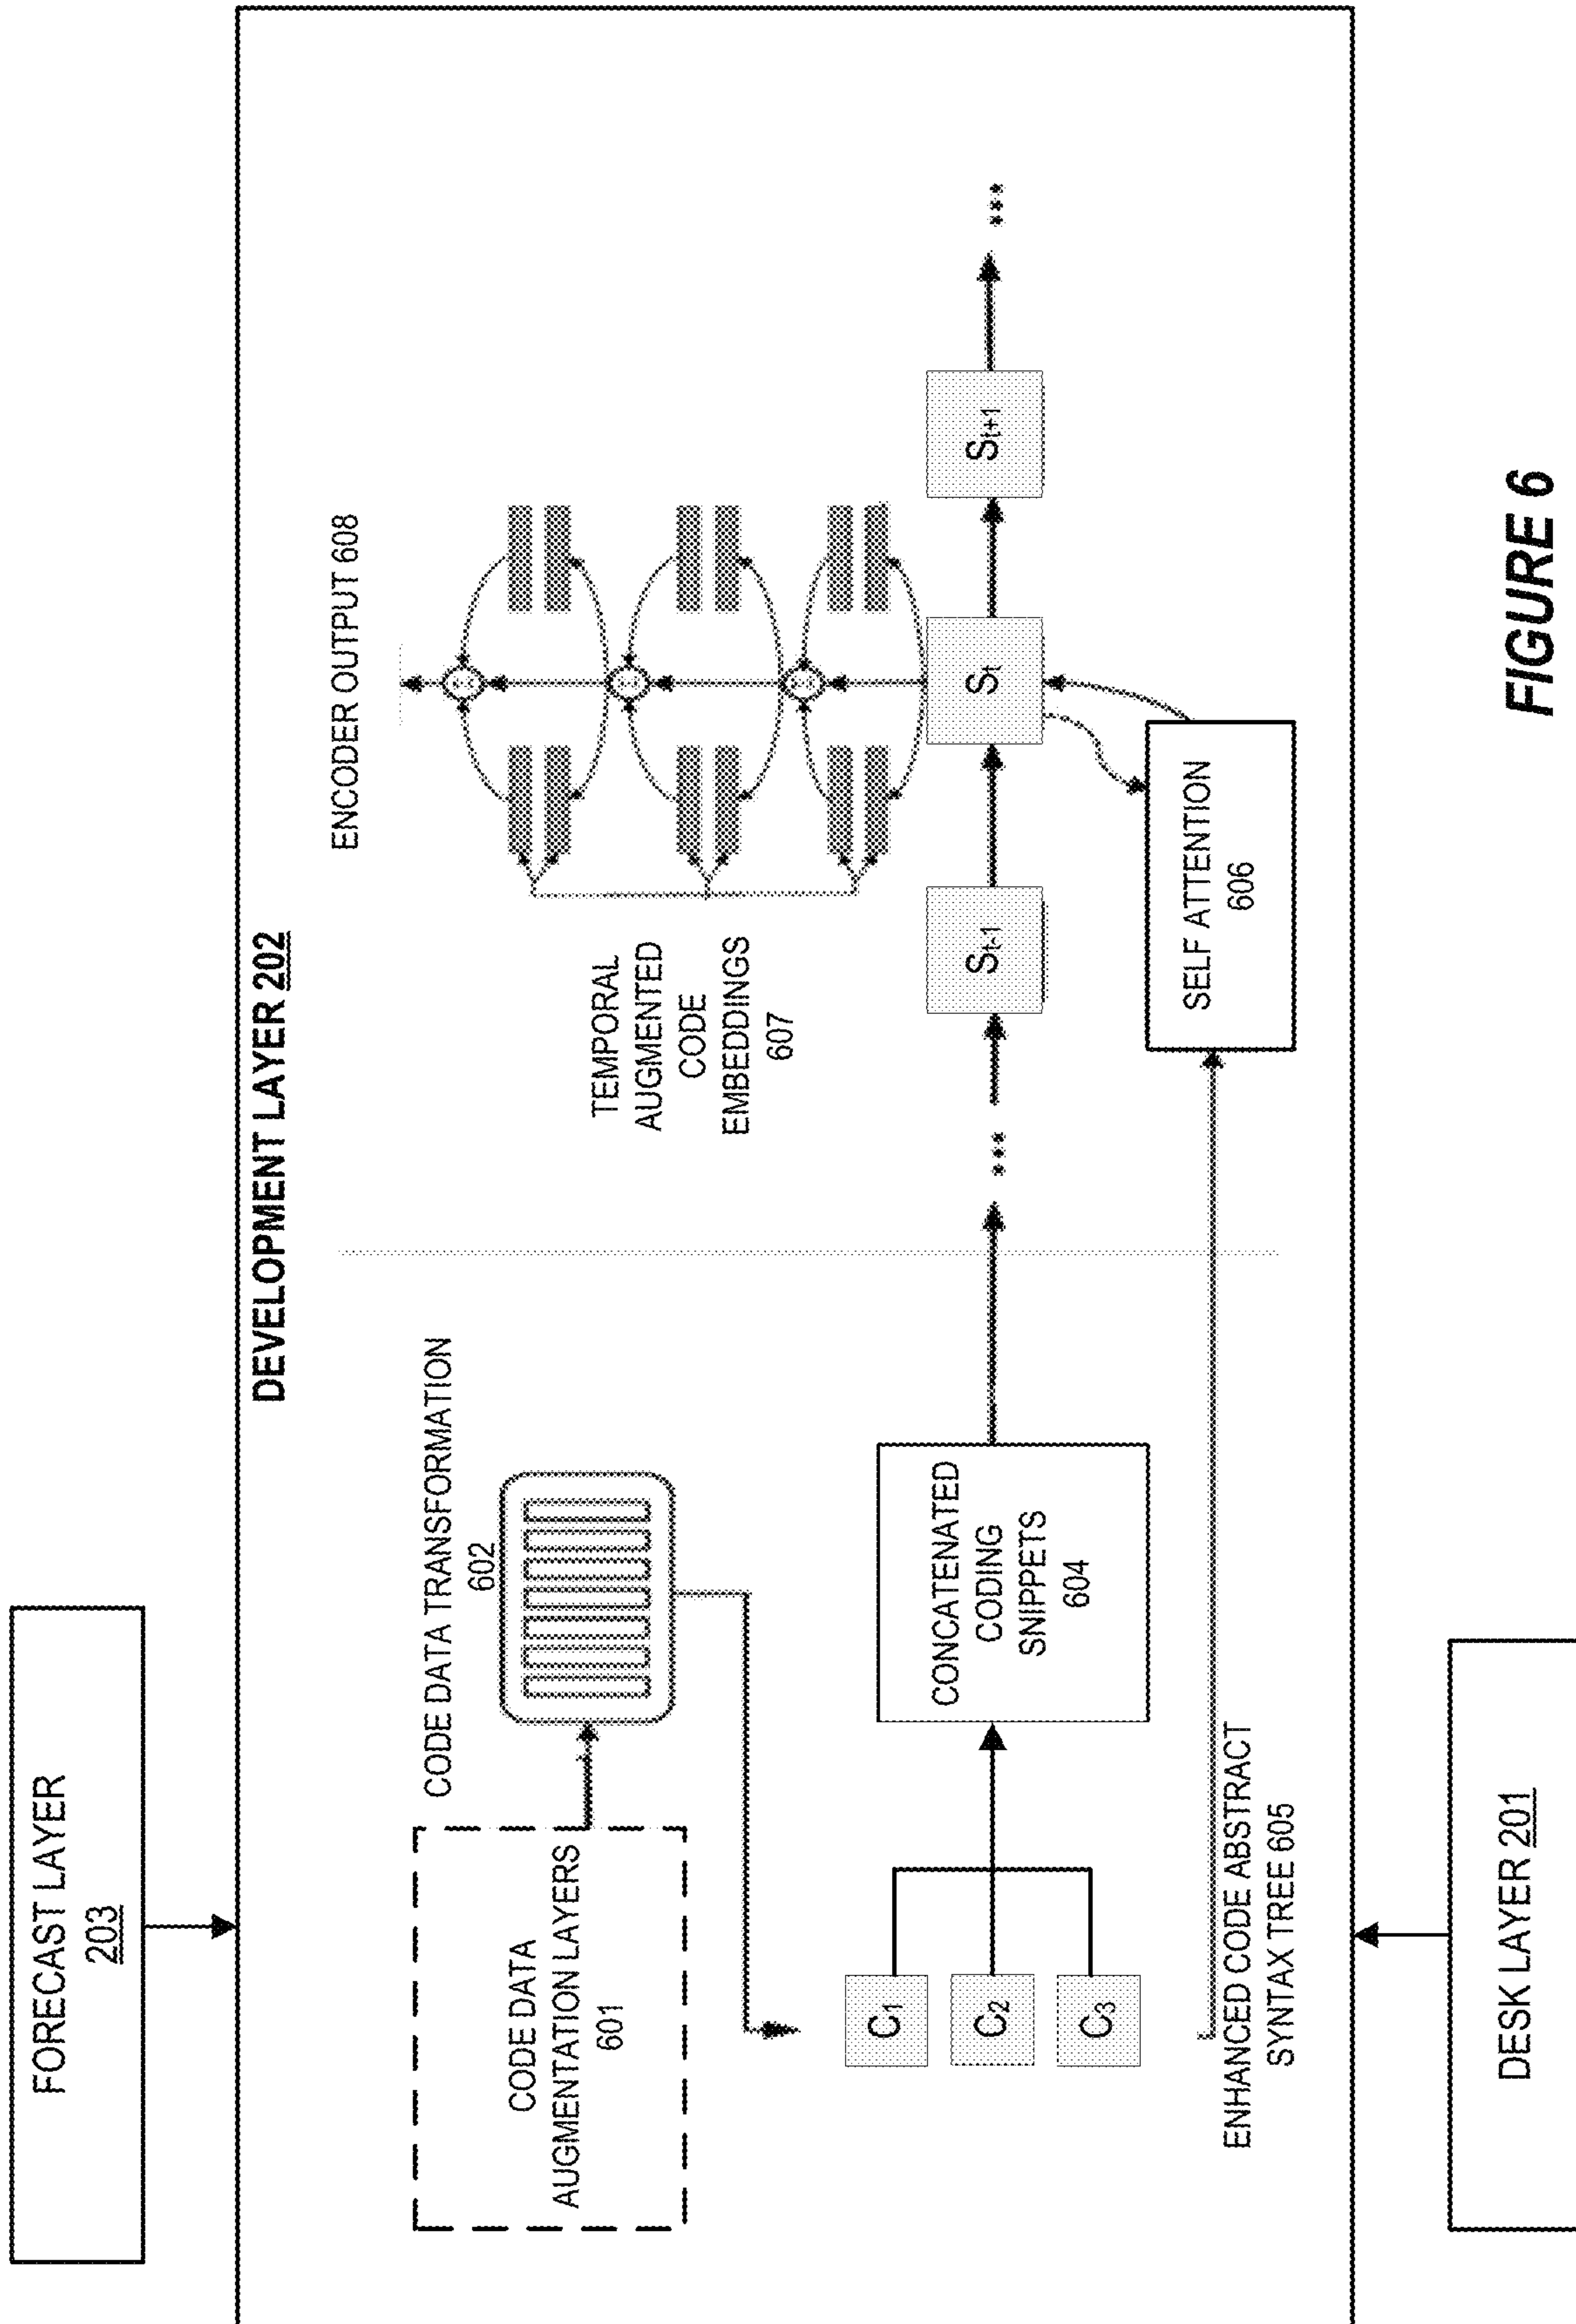 FORECAST LAYER
203
DEVELOPMENT LAYER 202
CODE DATA
AUGMENTATION LAYERS
601
CODE DATA TRANSFORMATION
602
C1
C2
C3
CONCATENATED
CODING
SNIPPETS
604
...
ENHANCED CODE ABSTRACT
SYNTAX TREE 605
TEMPORAL
AUGMENTED
CODE
EMBEDDINGS
607
ENCODER OUTPUT 608
Σ
Σ
Σ
St-1
St
St+1
...
SELF ATTENTION
606
DESK LAYER 201
FIGURE 6